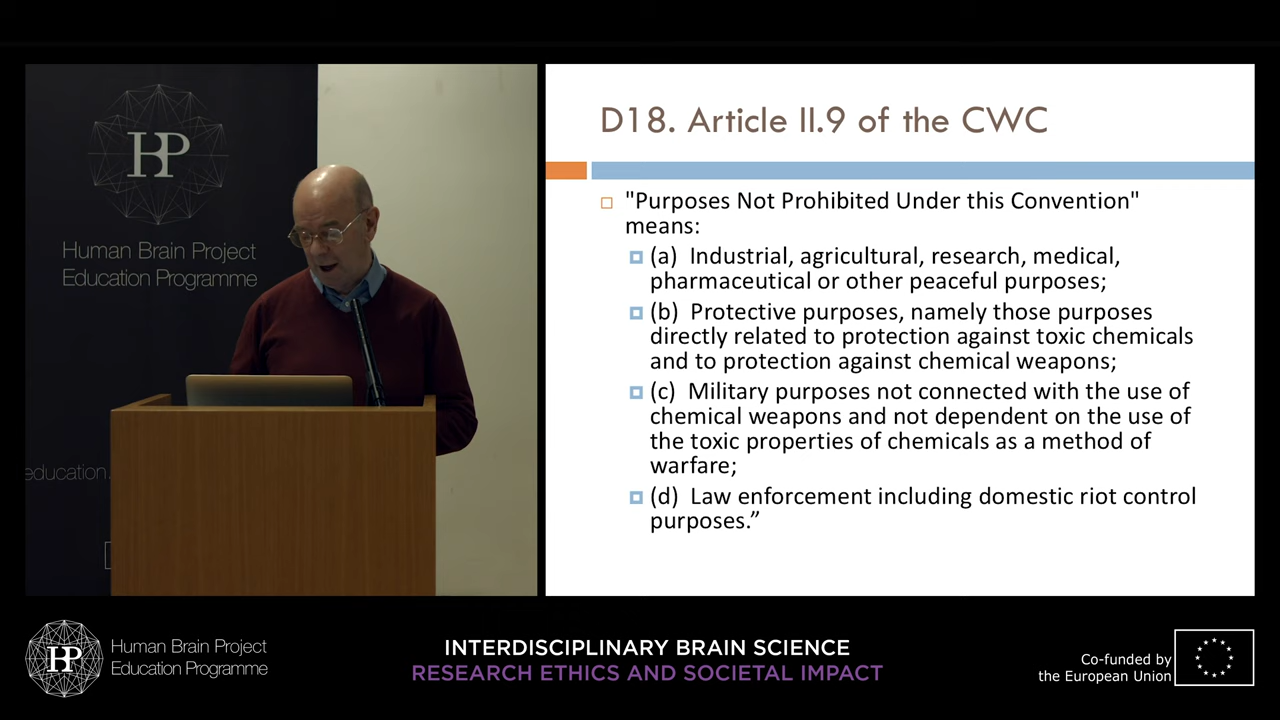 HP
Human Brain Project
Education Programme
education.
D18. Article II.9 of the CWC
"Purposes Not Prohibited Under this Convention"
means:
(a) Industrial, agricultural, research, medical,
pharmaceutical or other peaceful purposes;
(b) Protective purposes, namely those purposes
directly related to protection against toxic chemicals
and to protection against chemical weapons;
(c) Military purposes not connected with the use of
chemical weapons and not dependent on the use of
the toxic properties of chemicals as a method of
warfare;
(d) Law enforcement including domestic riot control
purposes.”
HP
Human Brain Project
Education Programme
INTERDISCIPLINARY BRAIN SCIENCE
RESEARCH ETHICS AND SOCIETAL IMPACT
Co-funded by
the European Union